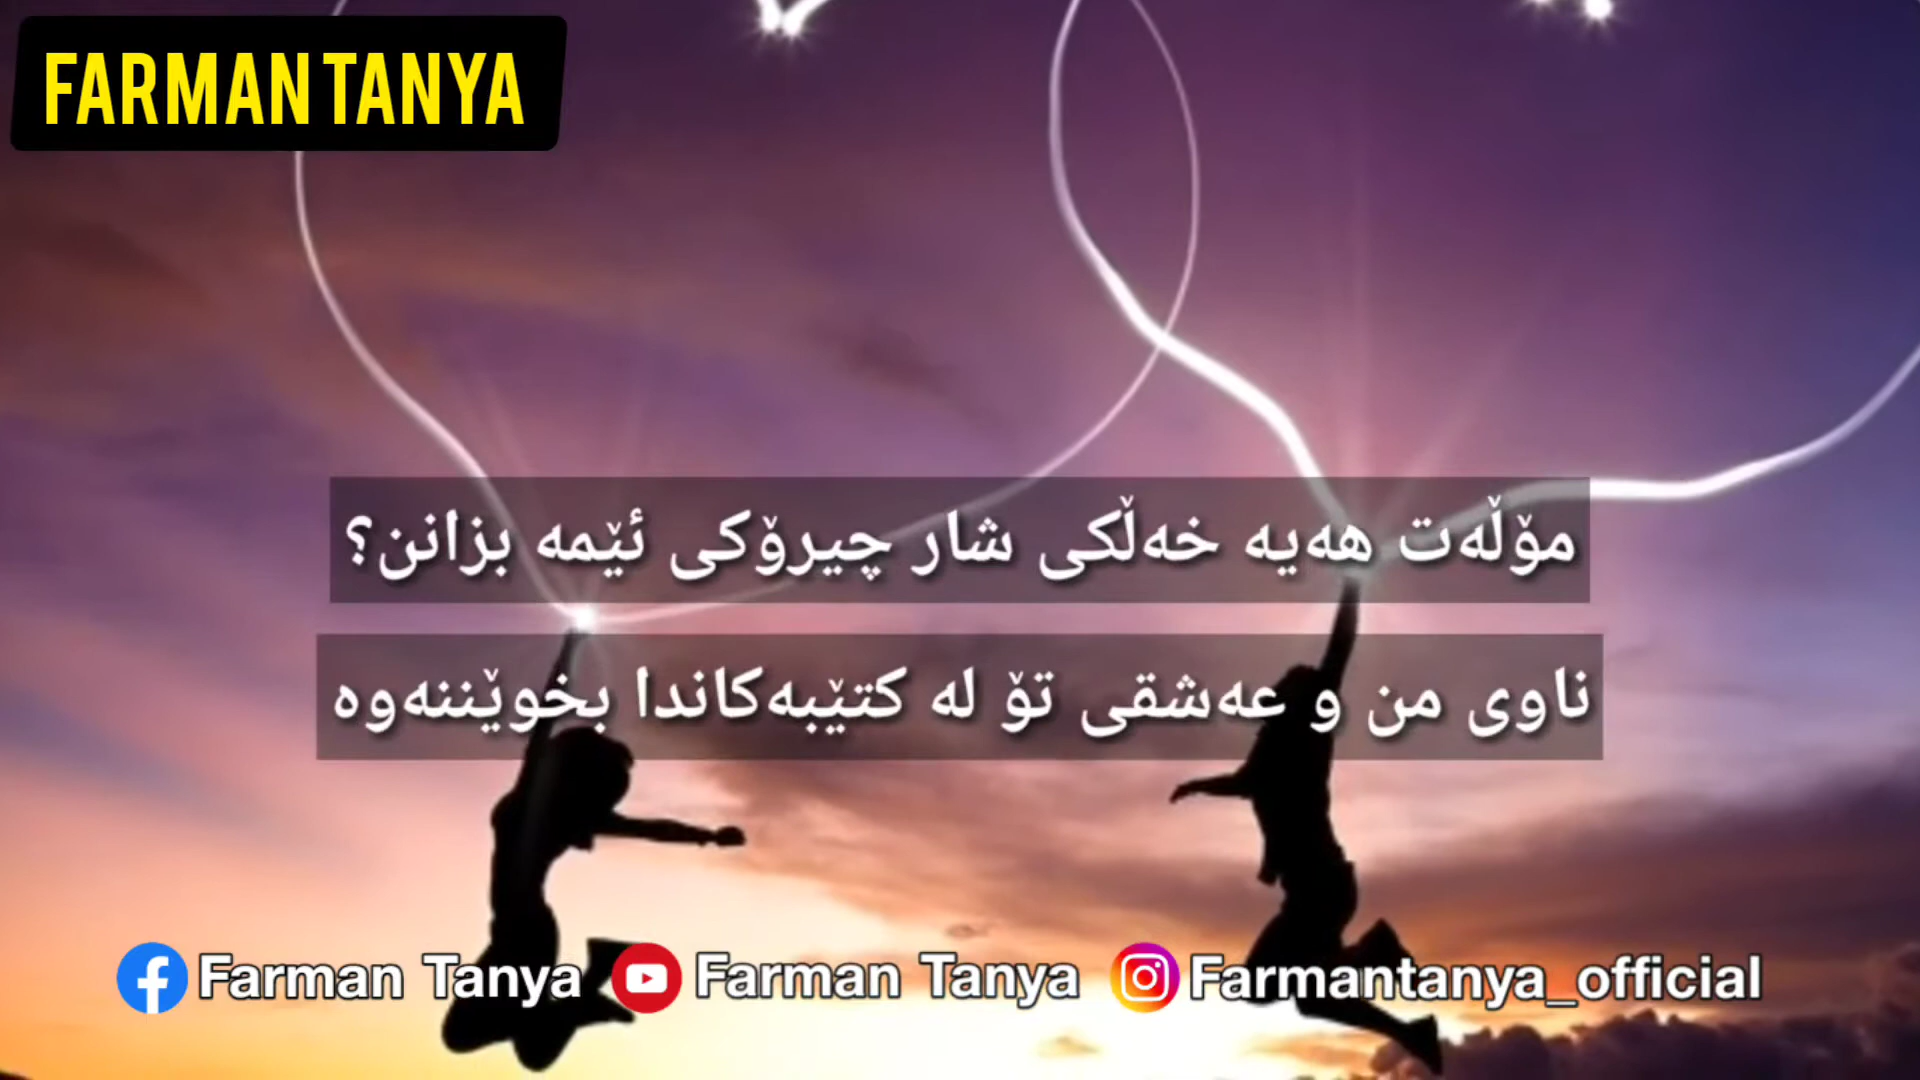 FARMAN TANYA
مۆڵەت هەیە خەڵکی شار چیرۆکی ئێمە بزانن؟
ناوی من و عەشقی تۆ لە کتێبەکاندا بخوێننەوە
Farman Tanya Farman Tanya Farmantanya_official